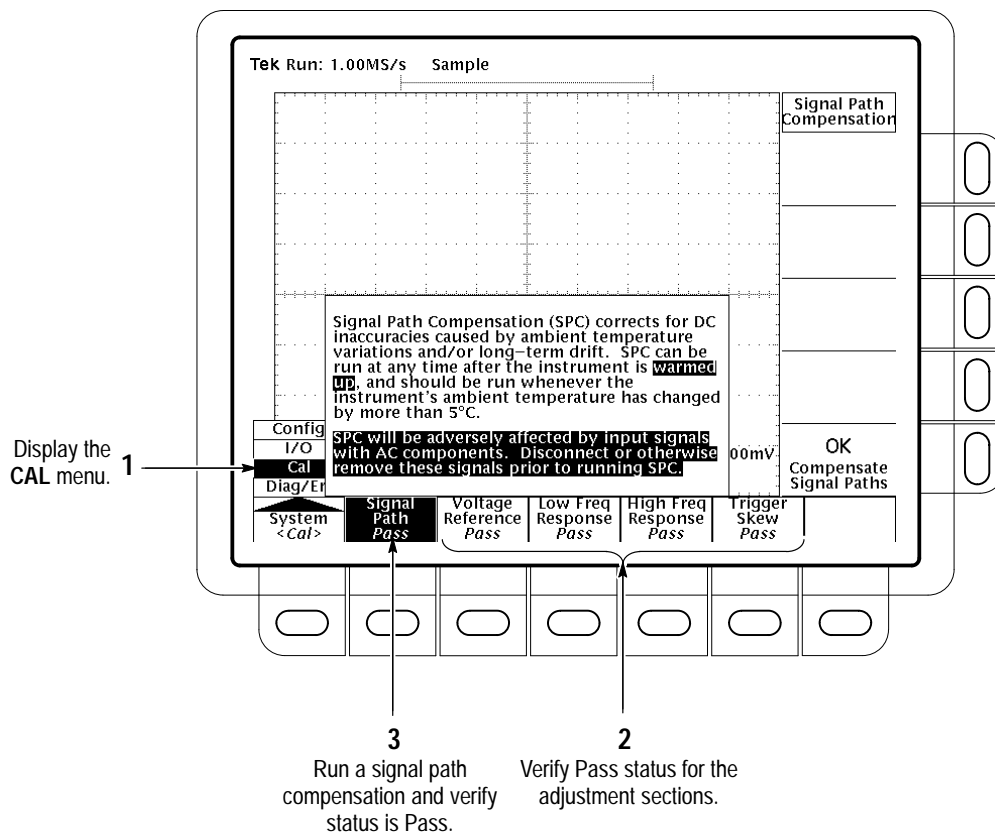 Tek Run: 1.00MS/s Sample
Signal Path
Compensation
Signal Path Compensation (SPC) corrects for DC
inaccuracies caused by ambient temperature
variations and/or long-term drift. SPC can be
run at any time after the instrument is warmed
up, and should be run whenever the
instrument's ambient temperature has changed
by more than 5°C.
SPC will be adversely affected by input signals
with AC components. Disconnect or otherwise
remove these signals prior to running SPC.
00mV
OK
Compensate
Signal Paths
Config
I/O
Cal
Diag/Er
System
<Cal>
Signal
Path
Pass
Voltage
Reference
Pass
Low Freq
Response
Pass
High Freq
Response
Pass
Trigger
Skew
Pass
Display the
CAL menu.
1
3
Run a signal path
compensation and verify
status is Pass.
2
Verify Pass status for the
adjustment sections.